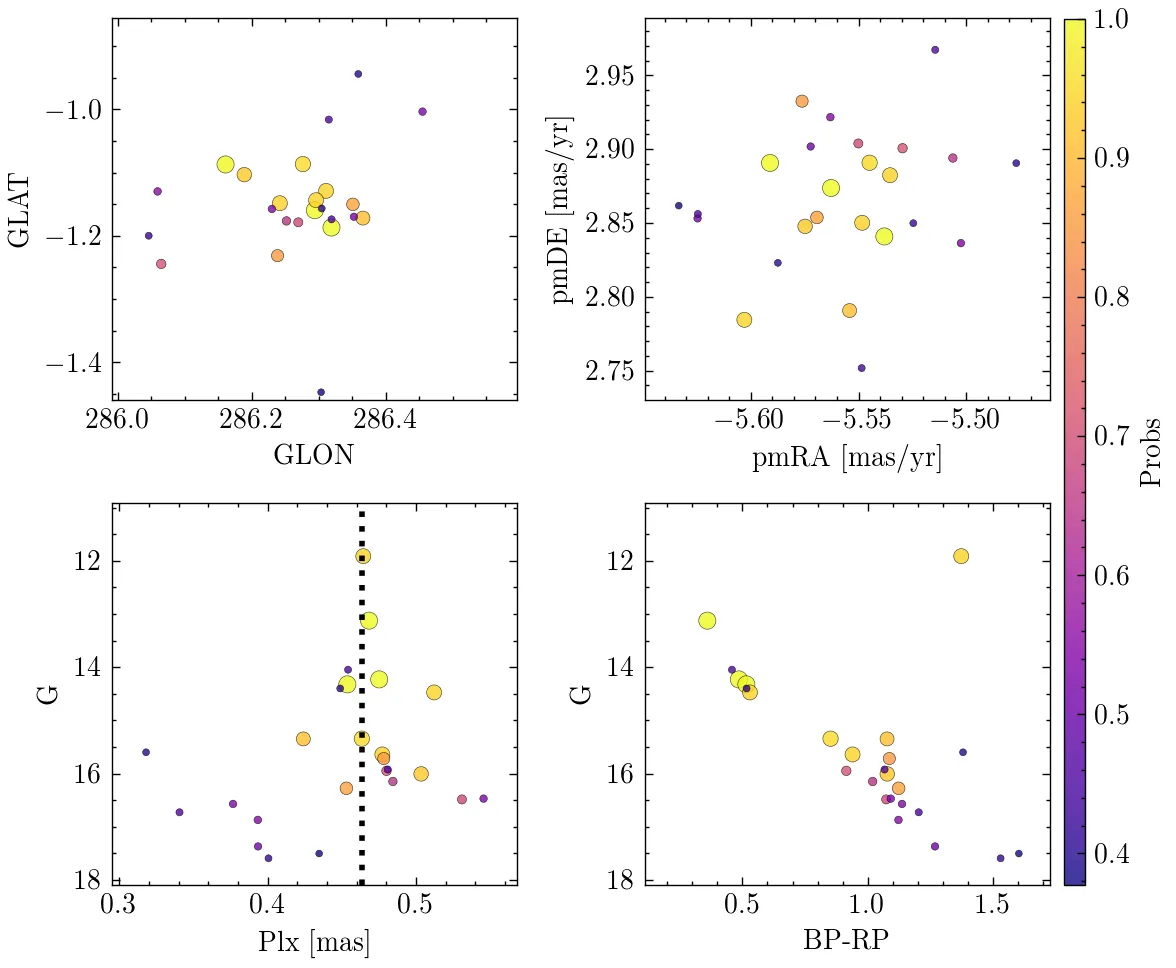 −1.0
−1.2
−1.4
GLAT
286.0 286.2 286.4
GLON
2.95
2.90
2.85
2.80
2.75
pmDE [mas/yr]
−5.60 −5.55 −5.50
pmRA [mas/yr]
12
14
16
18
G
0.3 0.4 0.5
Plx [mas]
12
14
16
18
G
0.5 1.0 1.5
BP-RP
1.0
0.9
0.8
0.7
0.6
0.5
0.4
Probs